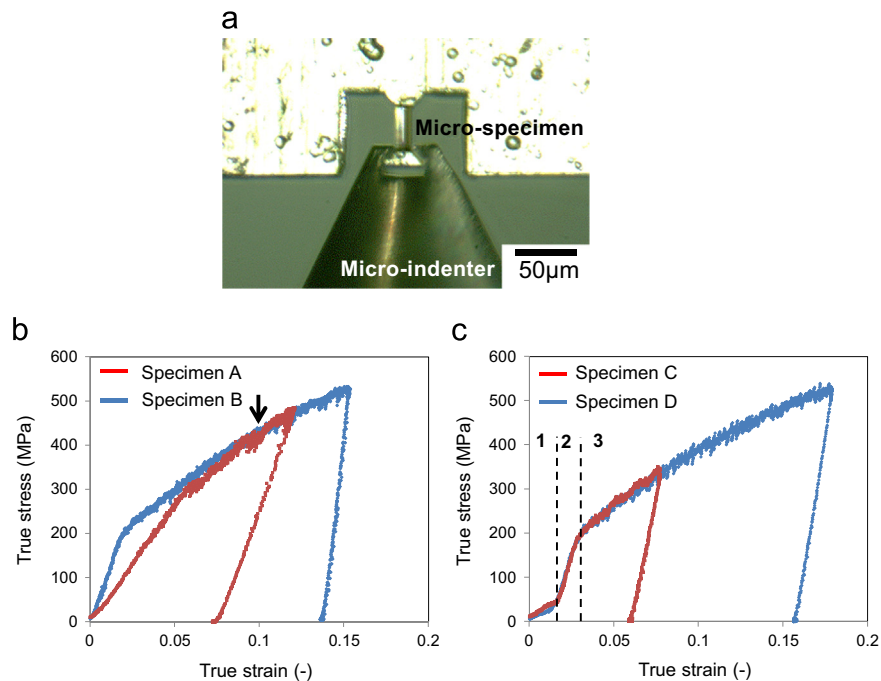 a
Micro-specimen
Micro-indenter
50μm
b
600
500
400
300
200
100
0
True stress (MPa)
Specimen A
Specimen B
0
0.05
0.1
0.15
0.2
True strain (-)
c
600
500
400
300
200
100
0
True stress (MPa)
Specimen C
Specimen D
1 2 3
0
0.05
0.1
0.15
0.2
True strain (-)